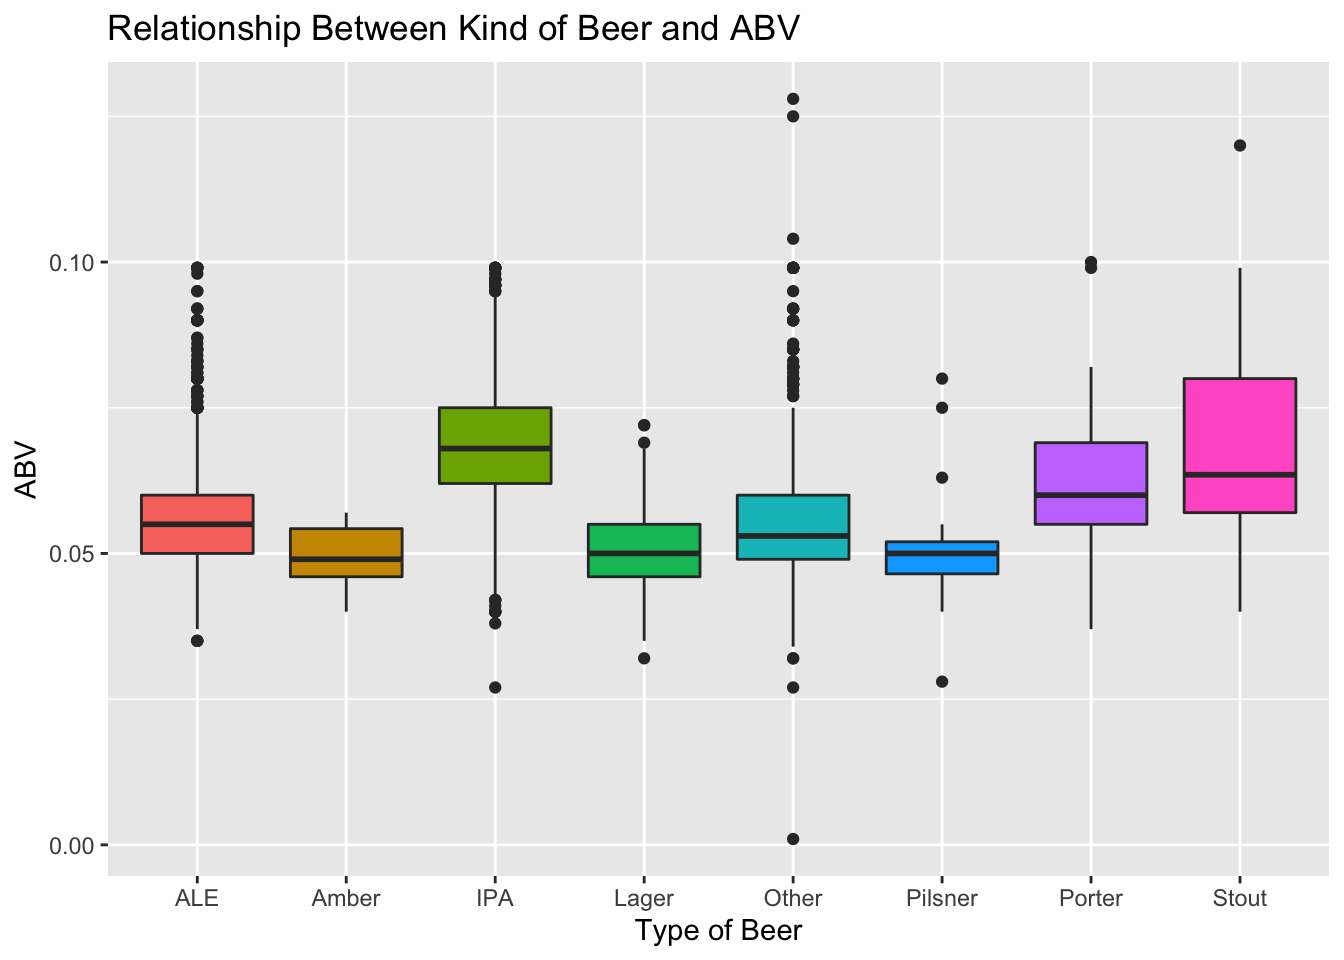 Relationship Between Kind of Beer and ABV
ABV
0.10
0.05
0.00
ALE Amber IPA Lager Other Pilsner Porter Stout
Type of Beer